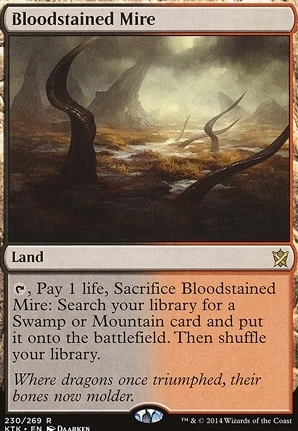 Bloodstained Mire
Land
, Pay 1 life, Sacrifice Bloodstained
Mire: Search your library for a
Swamp or Mountain card and put
it onto the battlefield. Then shuffle
your library.
Where dragons once triumphed, their
bones now molder.
230/269 R
KTK • EN Daarken
™ & © 2014 Wizards of the Coast